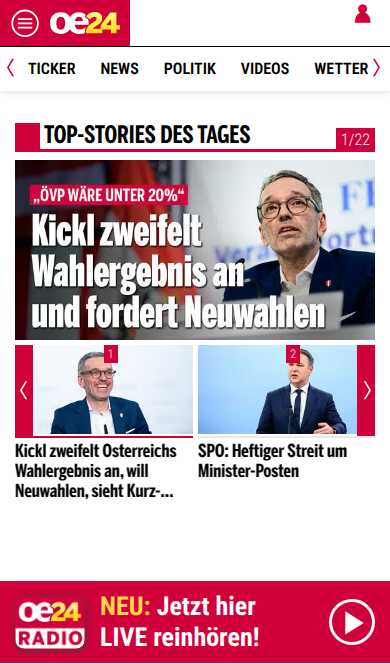 oe24
TICKER NEWS POLITIK VIDEOS WETTER
TOP-STORIES DES TAGES
1/22
„ÖVP WÄRE UNTER 20%“
Kickl zweifelt
Wahlergebnis an
und fordert Neuwahlen
1
2
Kickl zweifelt Österreichs
Wahlergebnis an, will
Neuwahlen, sieht Kurz-...
SPÖ: Heftiger Streit um
Minister-Posten
oe24
RADIO
NEU: Jetzt hier
LIVE reinhören!